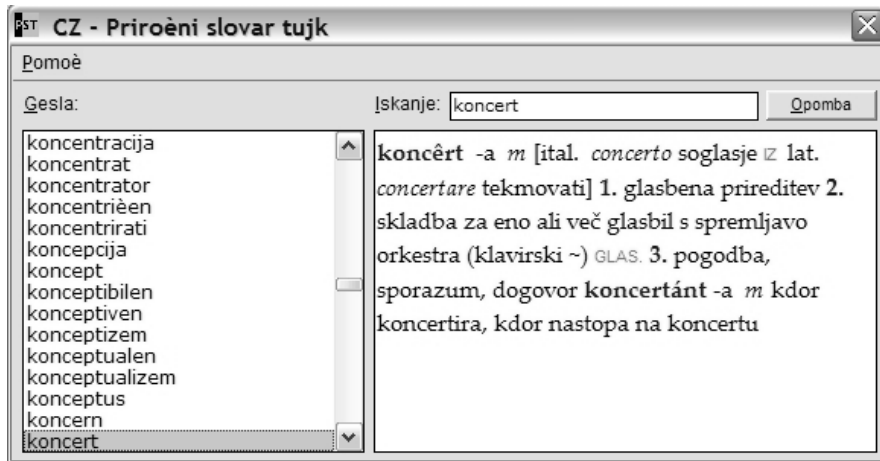 PST CZ - Priroèni slovar tujk
Pomoè
Gesla:
koncentracija
koncentrat
koncentrator
koncentrièen
koncentrirati
koncepcija
koncept
konceptibilen
konceptiven
konceptizem
konceptualen
konceptualizem
konceptus
koncern
koncert
Iskanje: koncert Opomba
koncêrt -a m [ital. concerto soglasje IZ lat.
concertare tekmovati] 1. glasbena prireditev 2.
skladba za eno ali več glasbil s spremljavo
orkestra (klavirski ~) GLAS. 3. pogodba,
sporazum, dogovor koncertánt -a m kdor
koncertira, kdor nastopa na koncertu